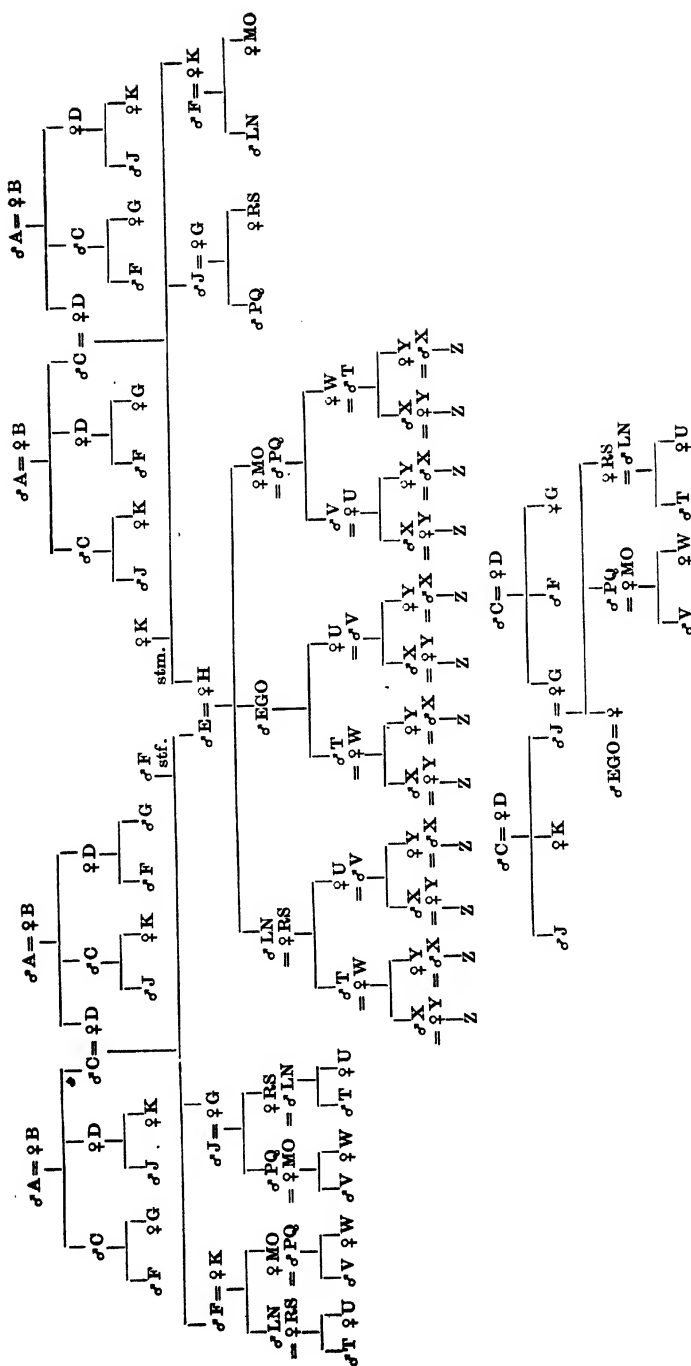 ♂A=♀B ♂A=♀B ♂A=♀B ♂A=♀B
♂C ♀D ♂C=♀D ♂C ♀D ♂C ♀D ♂C=♀D ♂C ♀D
♂F ♀G ♂J ♀K ♂J ♀K ♂F ♂G ♂F ♀K ♂J ♀K ♂F ♀G ♂F ♀G ♂J ♀K
stf. stm.
♂F=♀K ♂J=♀G ♂E=♀H ♂J=♀G ♂F=♀K
♂LN ♀MO ♂PQ ♀RS ♂PQ ♀RS ♂LN ♀MO
=♀RS =♂PQ =♀MO =♂LN
♂T ♀U ♂V ♀W ♂V ♀W ♂T ♀U
♂LN ♂EGO ♀MO
=♀RS =♂PQ
♂T ♀U ♂T ♀U ♂V ♀W
=♀W =♂V =♀W =♂V =♀U =♂T
♂X ♀Y ♂X ♀Y ♂X ♀Y ♂X ♀Y ♂X ♀Y ♂X ♀Y
=♀Y =♂X =♀Y =♂X =♀Y =♂X =♀Y =♂X =♀Y =♂X =♀Y =♂X
Z Z Z Z Z Z Z Z Z Z Z Z
♂C=♀D ♂C=♀D
♂J ♀K ♂J=♀G ♂F ♀G
♂EGO=♀ ♂PQ ♀RS
=♀MO =♂LN
♂V ♀W ♂T ♀U